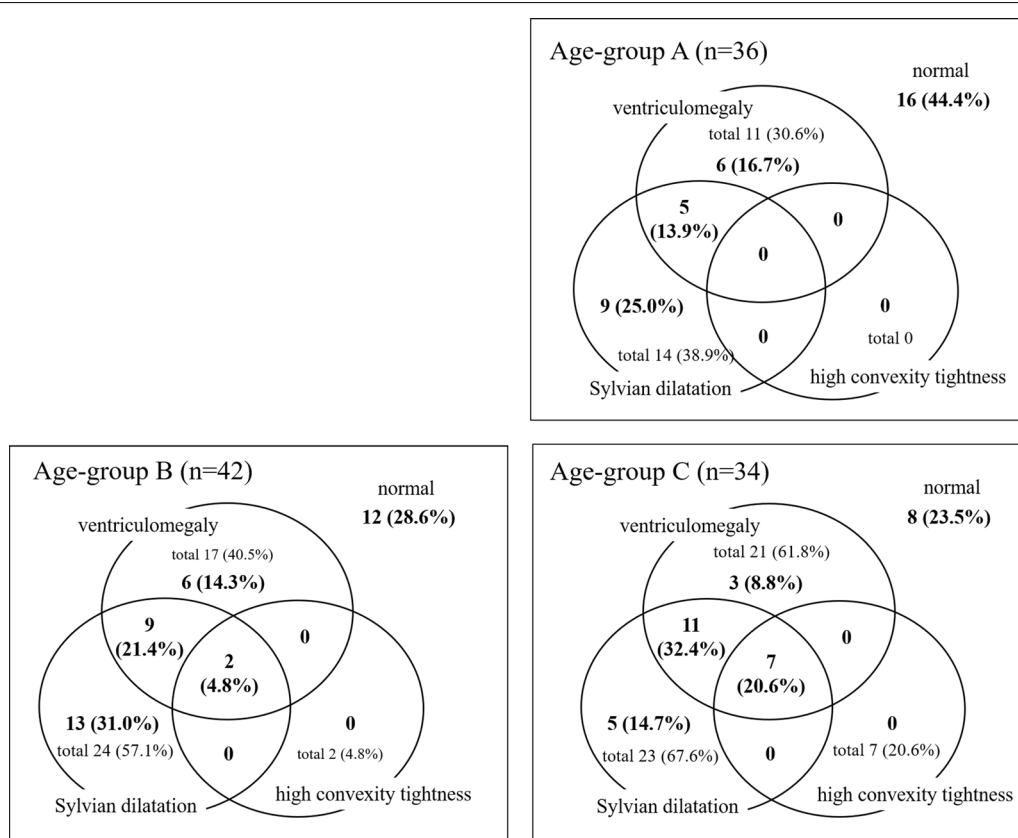 Age-group A (n=36)
normal
16 (44.4%)
ventriculomegaly
total 11 (30.6%)
6 (16.7%)
5
(13.9%)
0
0
9 (25.0%)
0
0
total 0
total 14 (38.9%)
Sylvian dilatation
high convexity tightness
Age-group B (n=42)
normal
12 (28.6%)
ventriculomegaly
total 17 (40.5%)
6 (14.3%)
9
(21.4%)
0
2
(4.8%)
13 (31.0%)
0
total 24 (57.1%)
0
total 2 (4.8%)
Sylvian dilatation
high convexity tightness
Age-group C (n=34)
normal
8 (23.5%)
ventriculomegaly
total 21 (61.8%)
3 (8.8%)
11
(32.4%)
0
7
(20.6%)
5 (14.7%)
0
total 23 (67.6%)
0
total 7 (20.6%)
Sylvian dilatation
high convexity tightness